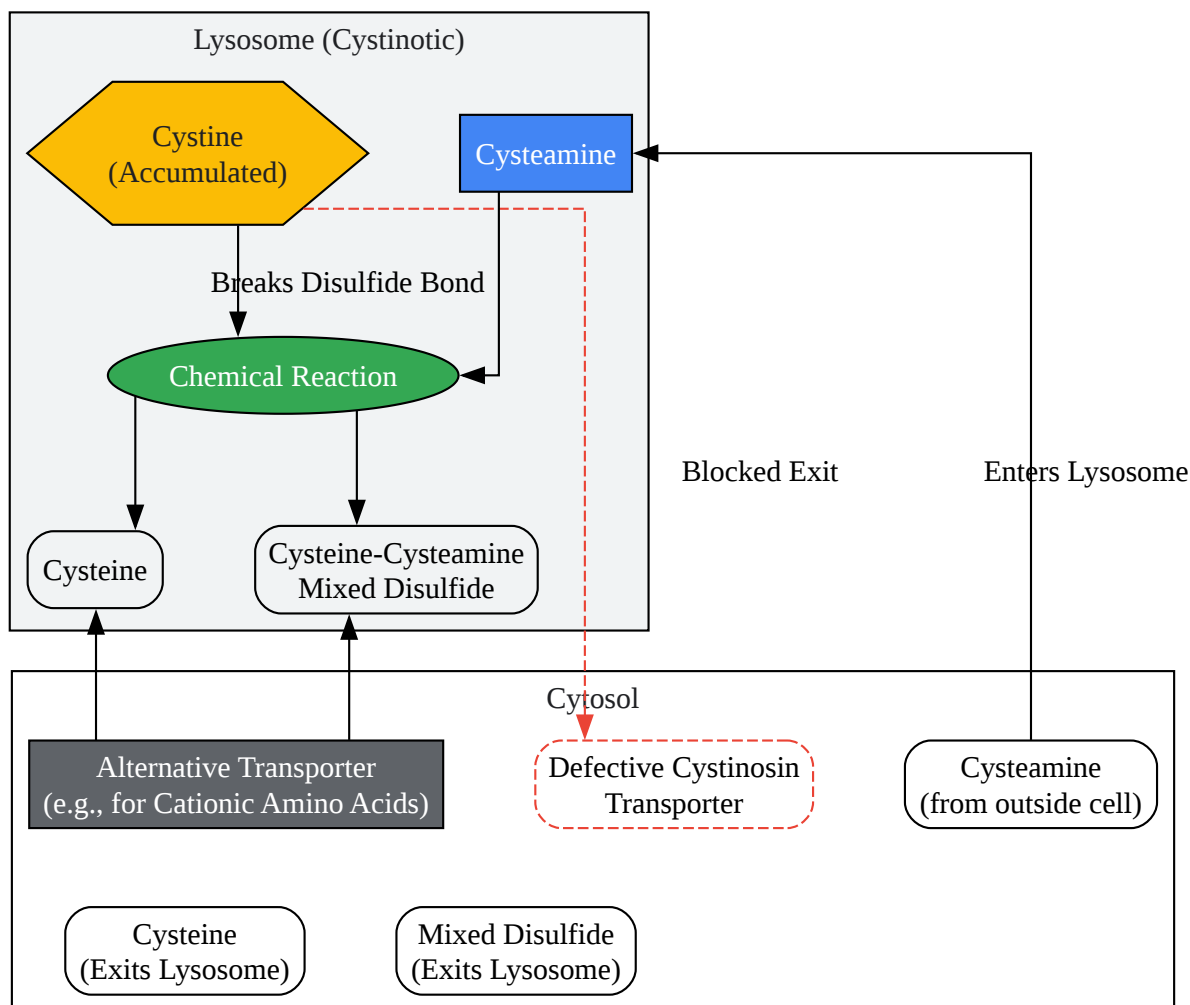 Lysosome (Cystinotic)
Cystine
(Accumulated)
Cysteamine
Breaks Disulfide Bond
Chemical Reaction
Blocked Exit
Enters Lysosome
Cysteine
Cysteine-Cysteamine
Mixed Disulfide
Cytosol
Alternative Transporter
(e.g., for Cationic Amino Acids)
Defective Cystinosin
Transporter
Cysteamine
(from outside cell)
Cysteine
(Exits Lysosome)
Mixed Disulfide
(Exits Lysosome)